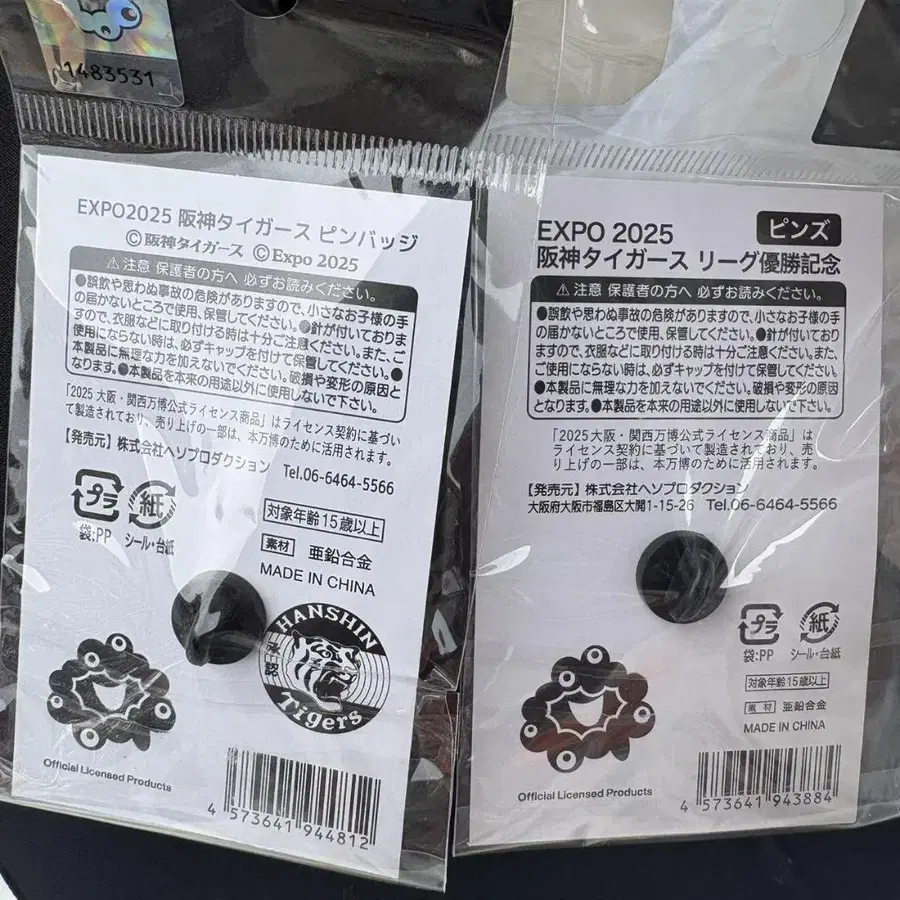 1483531
EXPO2025 阪神タイガース ピンバッジ
©阪神タイガース ©Expo 2025
⚠注意 保護者の方へ 必ずお読みください。
●誤飲や思わぬ事故の危険がありますので、小さなお子様の手
の届かないところで使用、保管してください。●針が付いており
ますので、衣服などに取り付ける時は十分ご注意ください。また、ご
使用にならない時は、必ずキャップを付けて保管してください。●
本製品に無理な力を加えないでください。破損や変形の原因と
なります。●本製品を本来の用途以外に使用しないで下さい。
「2025大阪・関西万博公式ライセンス商品」はライセンス契約に基づい
て製造されており、売り上げの一部は、本万博のために活用されます。
【発売元】株式会社ヘソプロダクション
Tel.06-6464-5566
プラ
紙
袋:PP
シール・台紙
対象年齢15歳以上
素材 亜鉛合金
MADE IN CHINA
HANSHIN
承認
Tigers
Official Licensed Products
4 573641 944812
EXPO 2025
ピンズ
阪神タイガース リーグ優勝記念
⚠注意 保護者の方へ 必ずお読みください。
●誤飲や思わぬ事故の危険がありますので、小さなお子様の手
の届かないところで使用、保管してください。●針が付いており
ますので、衣服などに取り付ける時は十分ご注意ください。また、
ご使用にならない時は、必ずキャップを付けて保管してください。
●本製品に無理な力を加えないでください。破損や変形の原因
となります。●本製品を本来の用途以外に使用しないで下さい。
「2025大阪・関西万博公式ライセンス商品」は
ライセンス契約に基づいて製造されており、売
り上げの一部は、本万博のために活用されます。
【発売元】株式会社ヘソプロダクション
大阪府大阪市福島区大開1-15-26 Tel.06-6464-5566
プラ
紙
袋:PP
シール・台紙
対象年齢15歳以上
素材 亜鉛合金
MADE IN CHINA
Official Licensed Products
4 573641 943884